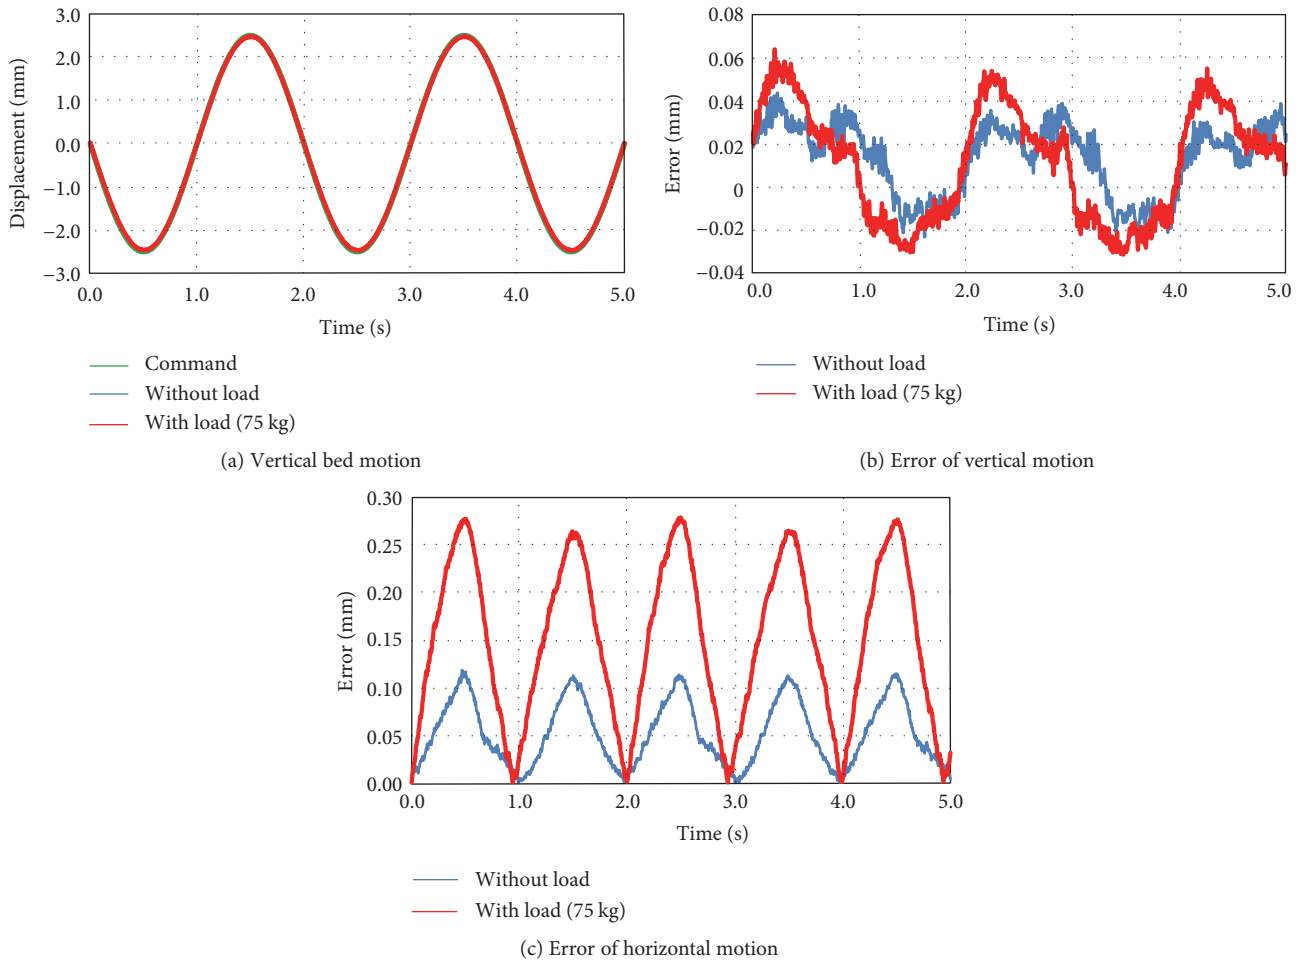 3.0
2.0
1.0
0.0
−1.0
−2.0
−3.0
Displacement (mm)
0.0 1.0 2.0 3.0 4.0 5.0
Time (s)
Command
Without load
With load (75 kg)
(a) Vertical bed motion
0.08
0.06
0.04
0.02
0
−0.02
−0.04
Error (mm)
0.0 1.0 2.0 3.0 4.0 5.0
Time (s)
Without load
With load (75 kg)
(b) Error of vertical motion
0.30
0.25
0.20
0.15
0.10
0.05
0.00
Error (mm)
0.0 1.0 2.0 3.0 4.0 5.0
Time (s)
Without load
With load (75 kg)
(c) Error of horizontal motion